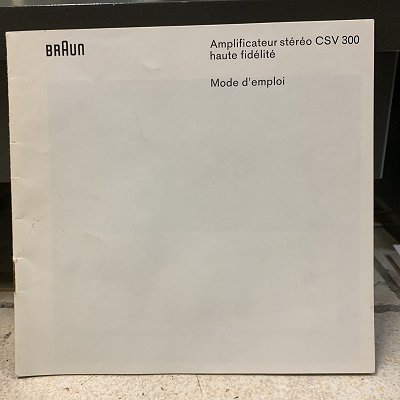 BRAUN
Amplificateur stéréo CSV 300
haute fidélité
Mode d'emploi